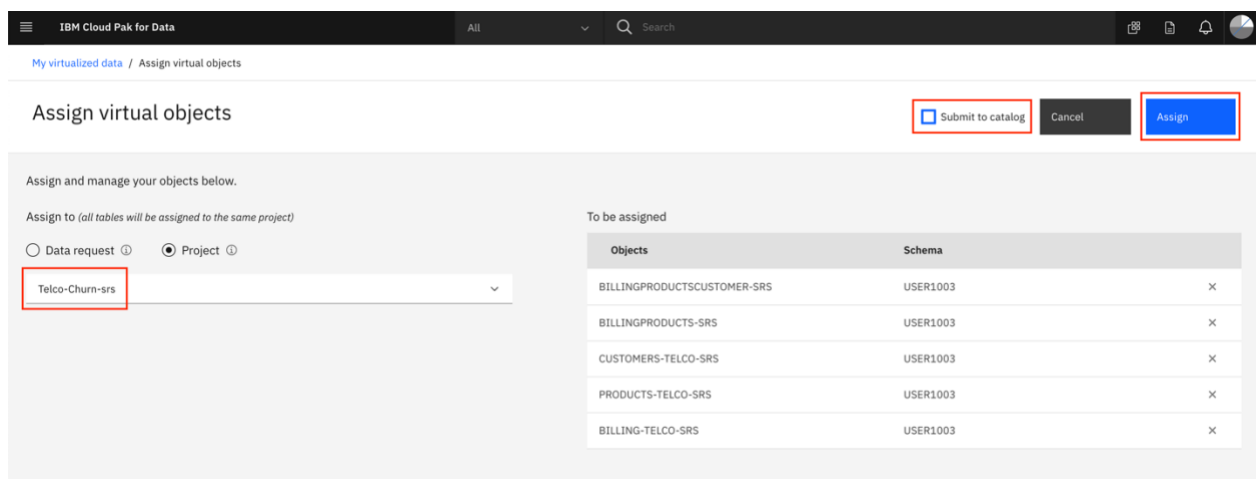 IBM Cloud Pak for Data All Search
My virtualized data / Assign virtual objects
Assign virtual objects Submit to catalog Cancel Assign
Assign and manage your objects below.
Assign to (all tables will be assigned to the same project)
Data request Project
Telco-Churn-srs
To be assigned
Objects Schema
BILLINGPRODUCTSCUSTOMER-SRS USER1003
BILLINGPRODUCTS-SRS USER1003
CUSTOMERS-TELCO-SRS USER1003
PRODUCTS-TELCO-SRS USER1003
BILLING-TELCO-SRS USER1003